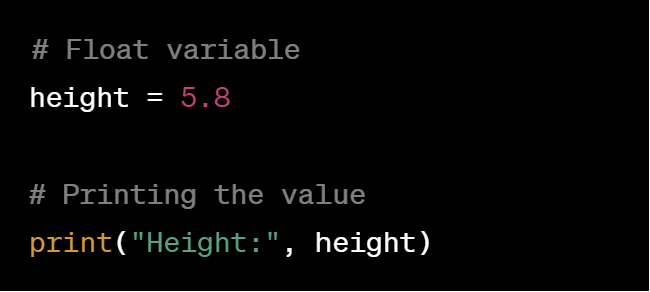 # Float variable
height = 5.8
# Printing the value
print("Height:", height)